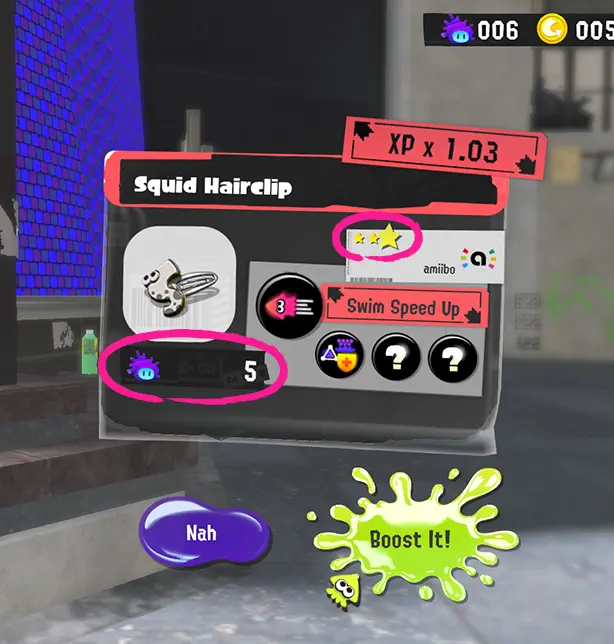 006 005
XP x 1.03
Squid Hairclip
amiibo a
3 Swim Speed Up
? ?
5
Nah
Boost It!